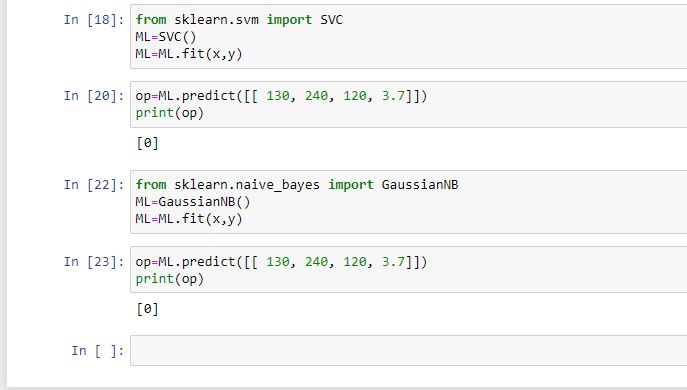 In [18]: from sklearn.svm import SVC
ML=SVC()
ML=ML.fit(x,y)
In [20]: op=ML.predict([[ 130, 240, 120, 3.7]])
print(op)
[0]
In [22]: from sklearn.naive_bayes import GaussianNB
ML=GaussianNB()
ML=ML.fit(x,y)
In [23]: op=ML.predict([[ 130, 240, 120, 3.7]])
print(op)
[0]
In [ ]: